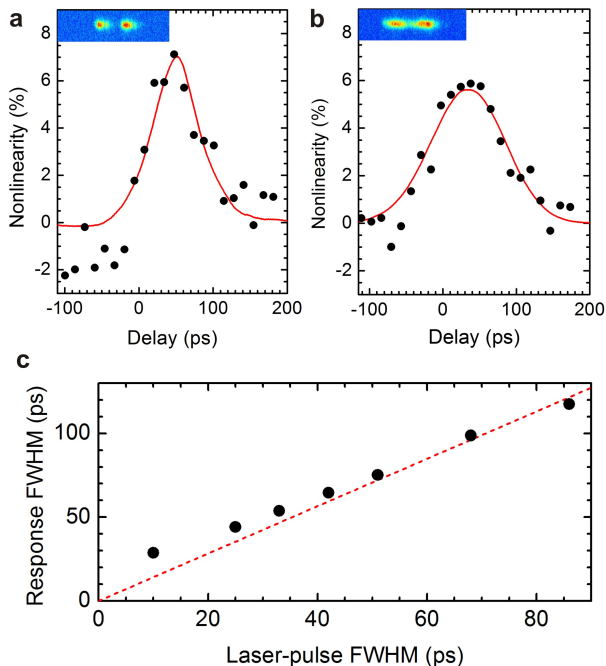 a
b
Nonlinearity (%)
8
6
4
2
0
-2
-100 0 100 200
Delay (ps)
Nonlinearity (%)
8
6
4
2
0
-2
-100 0 100 200
Delay (ps)
c
Response FWHM (ps)
100
50
0
0 20 40 60 80
Laser-pulse FWHM (ps)